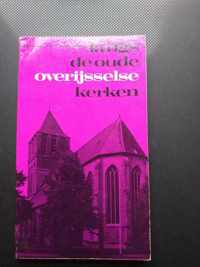 langs
de oude
overijsselse
kerken